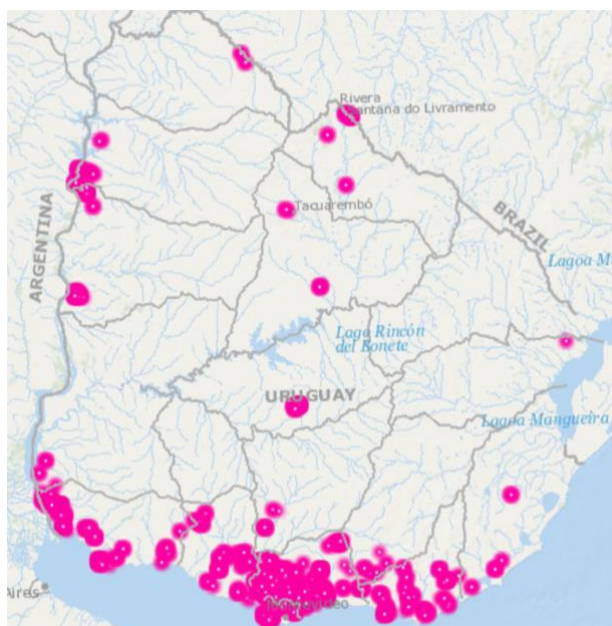 Rivera
Santana do Livramento
ARGENTINA
Tacuarembó
BRAZIL
Lagoa M
Lago Rincón
del Bonete
URUGUAY
Lagoa Mangueira
Aires
Montevideo